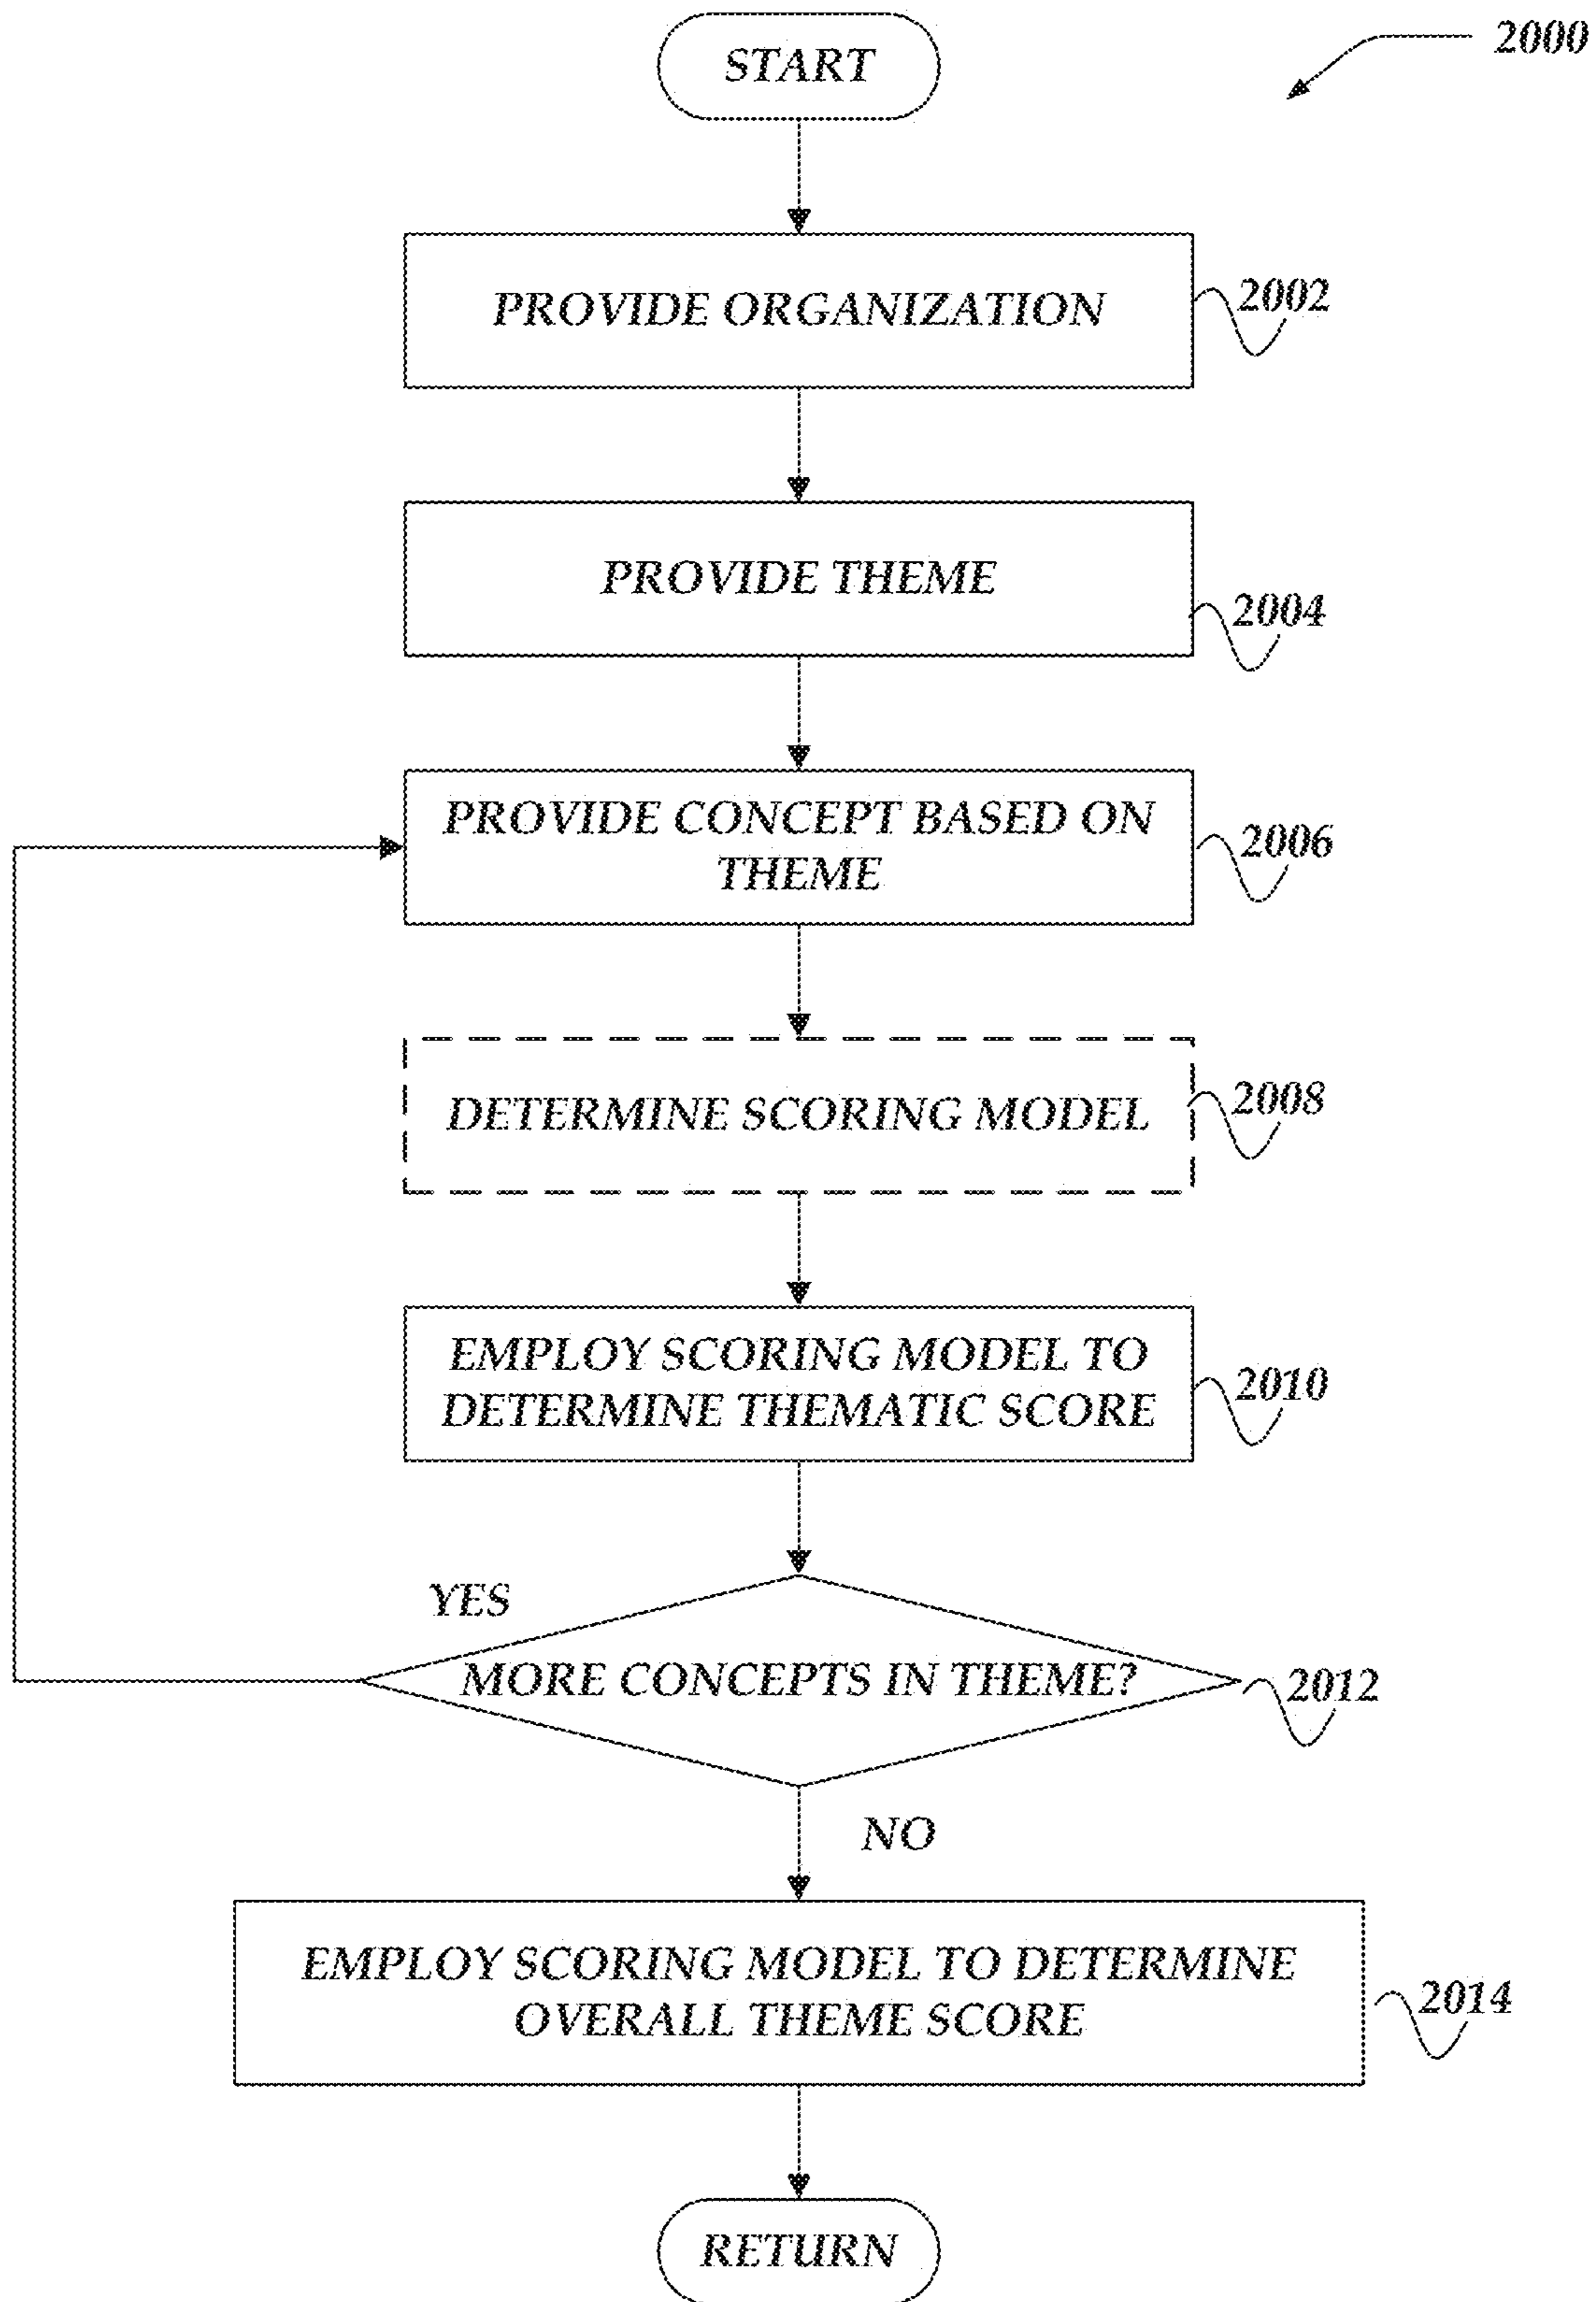 START
2000
PROVIDE ORGANIZATION
2002
PROVIDE THEME
2004
PROVIDE CONCEPT BASED ON
THEME
2006
DETERMINE SCORING MODEL
2008
EMPLOY SCORING MODEL TO
DETERMINE THEMATIC SCORE
2010
YES
MORE CONCEPTS IN THEME?
2012
NO
EMPLOY SCORING MODEL TO DETERMINE
OVERALL THEME SCORE
2014
RETURN